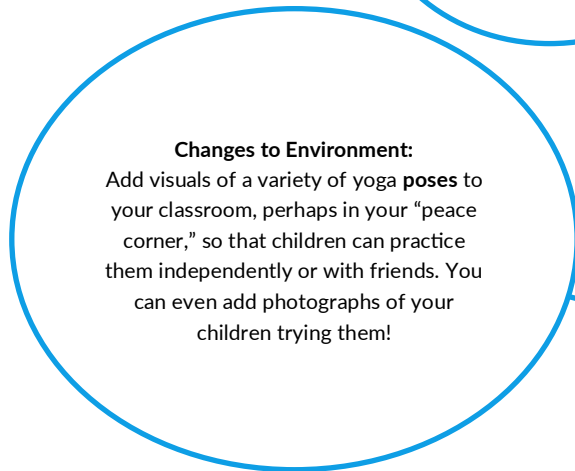 Changes to Environment:
Add visuals of a variety of yoga poses to
your classroom, perhaps in your “peace
corner,” so that children can practice
them independently or with friends. You
can even add photographs of your
children trying them!